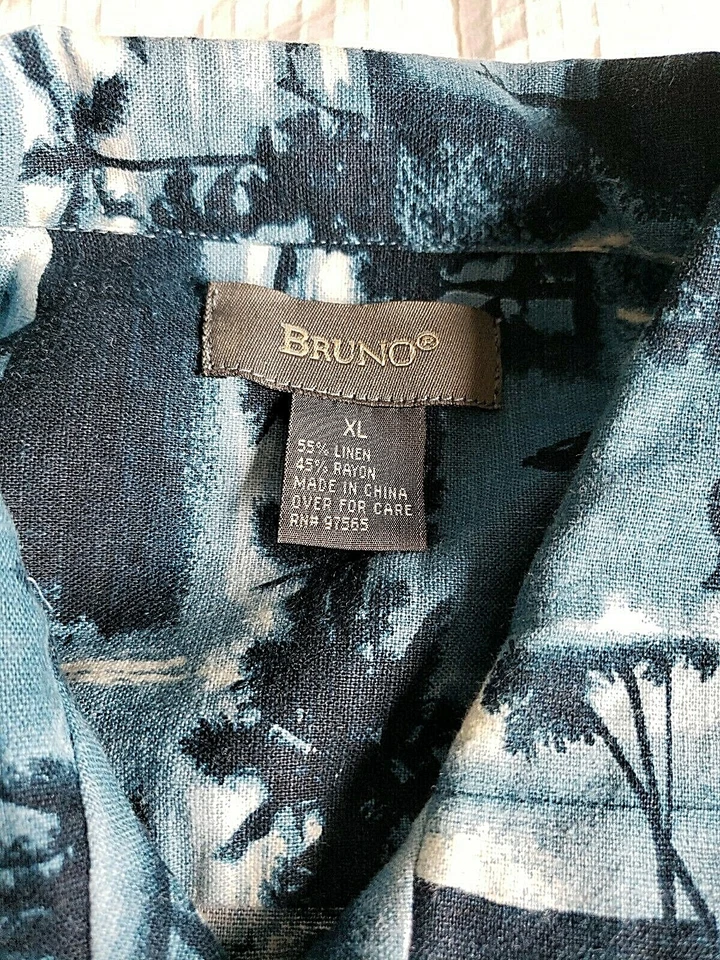 BRUNO®
XL
55% LINEN
45% RAYON
MADE IN CHINA
OVER FOR CARE
RN# 97565